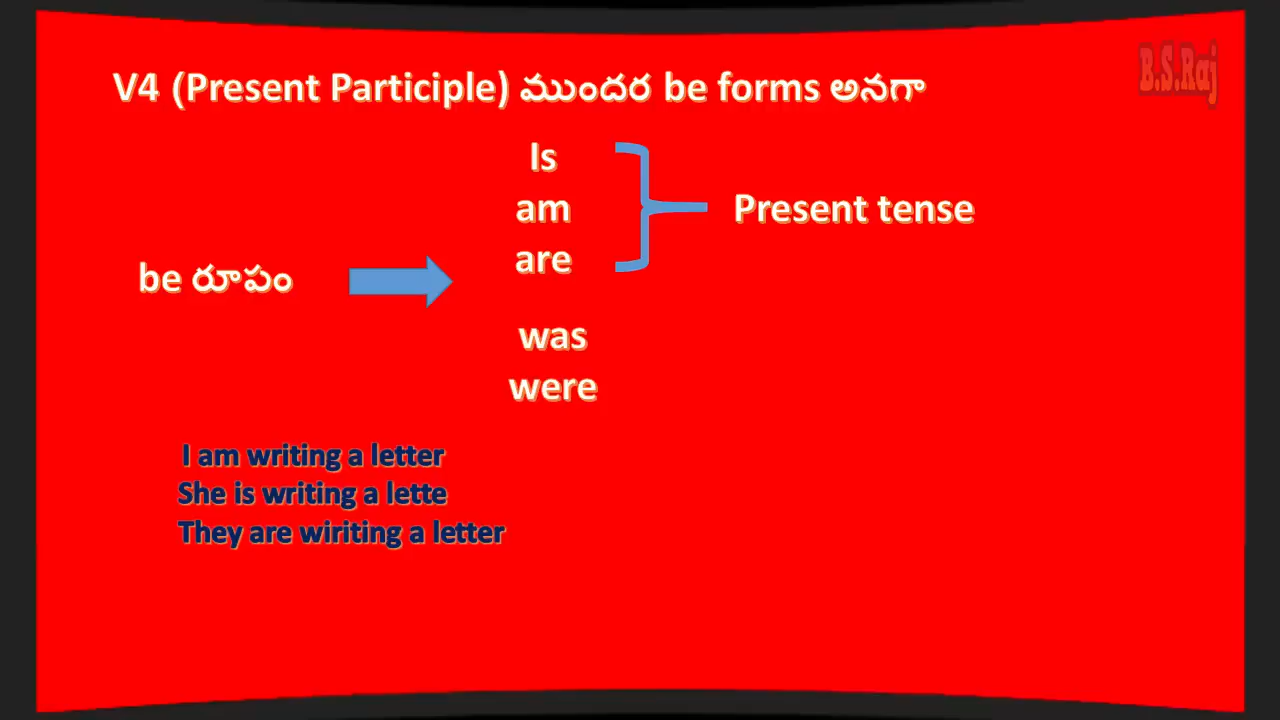 B.S.Raj
V4 (Present Participle) ముందర be forms అనగా
Is
am
are
Present tense
be రూపం
was
were
I am writing a letter
She is writing a lette
They are wiriting a letter